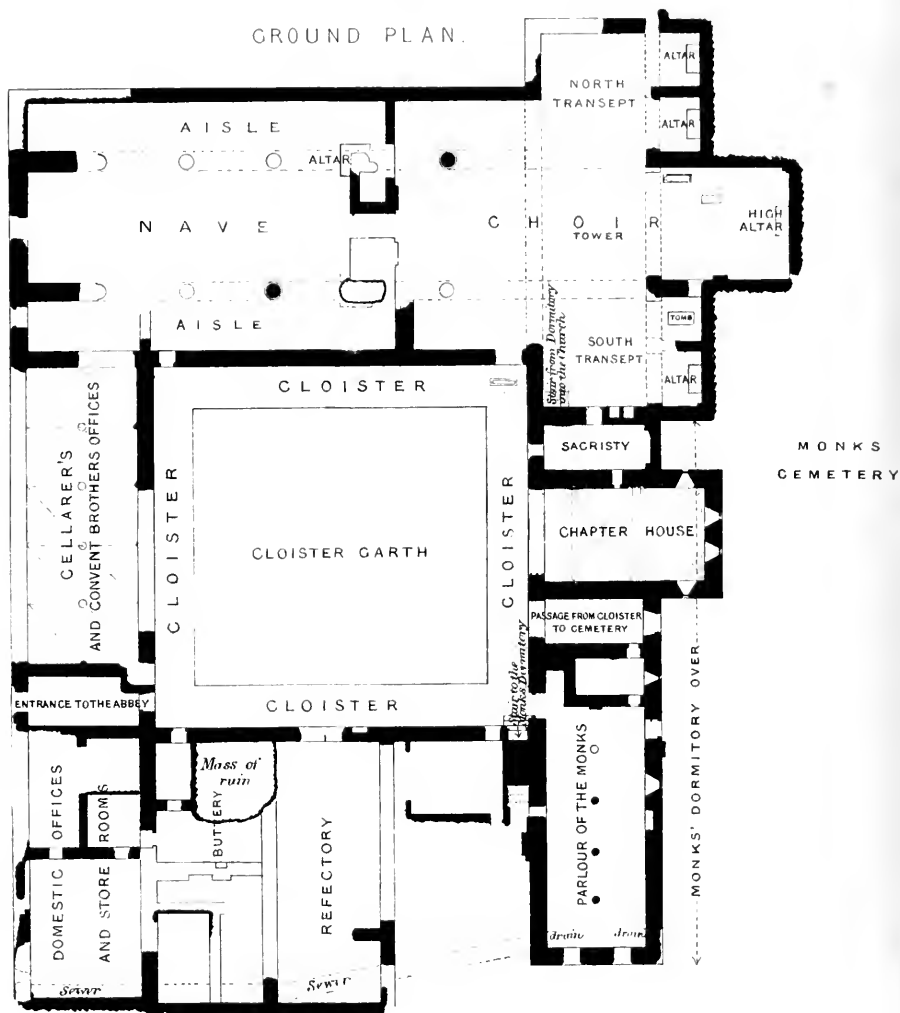 GROUND PLAN.
NORTH
TRANSEPT
ALTAR
ALTAR
AISLE
ALTAR
NAVE
CHOIR
TOWER
HIGH
ALTAR
AISLE
Stair from Dormitory
into the Church
SOUTH
TRANSEPT
TOMB
ALTAR
CLOISTER
CELLARER'S
AND CONVENT BROTHERS OFFICES
CLOISTER
CLOISTER GARTH
CLOISTER
SACRISTY
MONKS
CEMETERY
CHAPTER HOUSE
PASSAGE FROM CLOISTER
TO CEMETERY
Stair to the
Monks Dormitory
ENTRANCE TO THE ABBEY
CLOISTER
MONKS' DORMITORY OVER
Mass of
ruin
DOMESTIC OFFICES
AND STORE ROOMS
BUTTERY
REFECTORY
PARLOUR OF THE MONKS
drain
drain
Sewer
Sewer